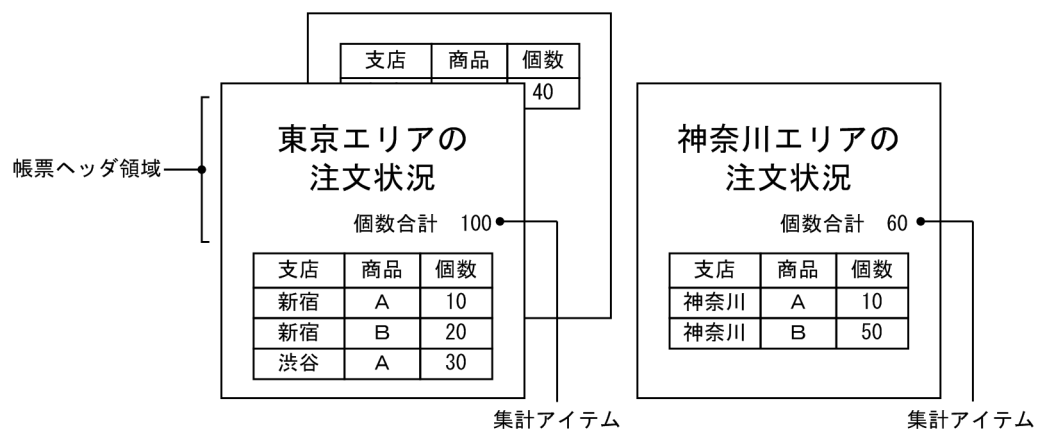 支店 商品 個数
40
帳票ヘッダ領域
東京エリアの
注文状況
個数合計 100
支店 商品 個数
新宿 A 10
新宿 B 20
渋谷 A 30
集計アイテム
神奈川エリアの
注文状況
個数合計 60
支店 商品 個数
神奈川 A 10
神奈川 B 50
集計アイテム